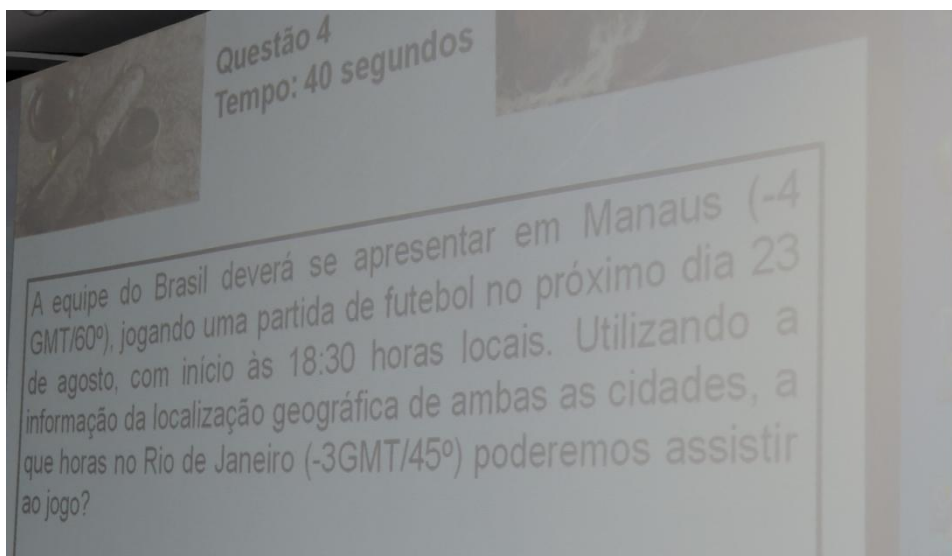 Questão 4
Tempo: 40 segundos
A equipe do Brasil deverá se apresentar em Manaus (-4
GMT/60º), jogando uma partida de futebol no próximo dia 23
de agosto, com início às 18:30 horas locais. Utilizando a
informação da localização geográfica de ambas as cidades, a
que horas no Rio de Janeiro (-3GMT/45º) poderemos assistir
ao jogo?